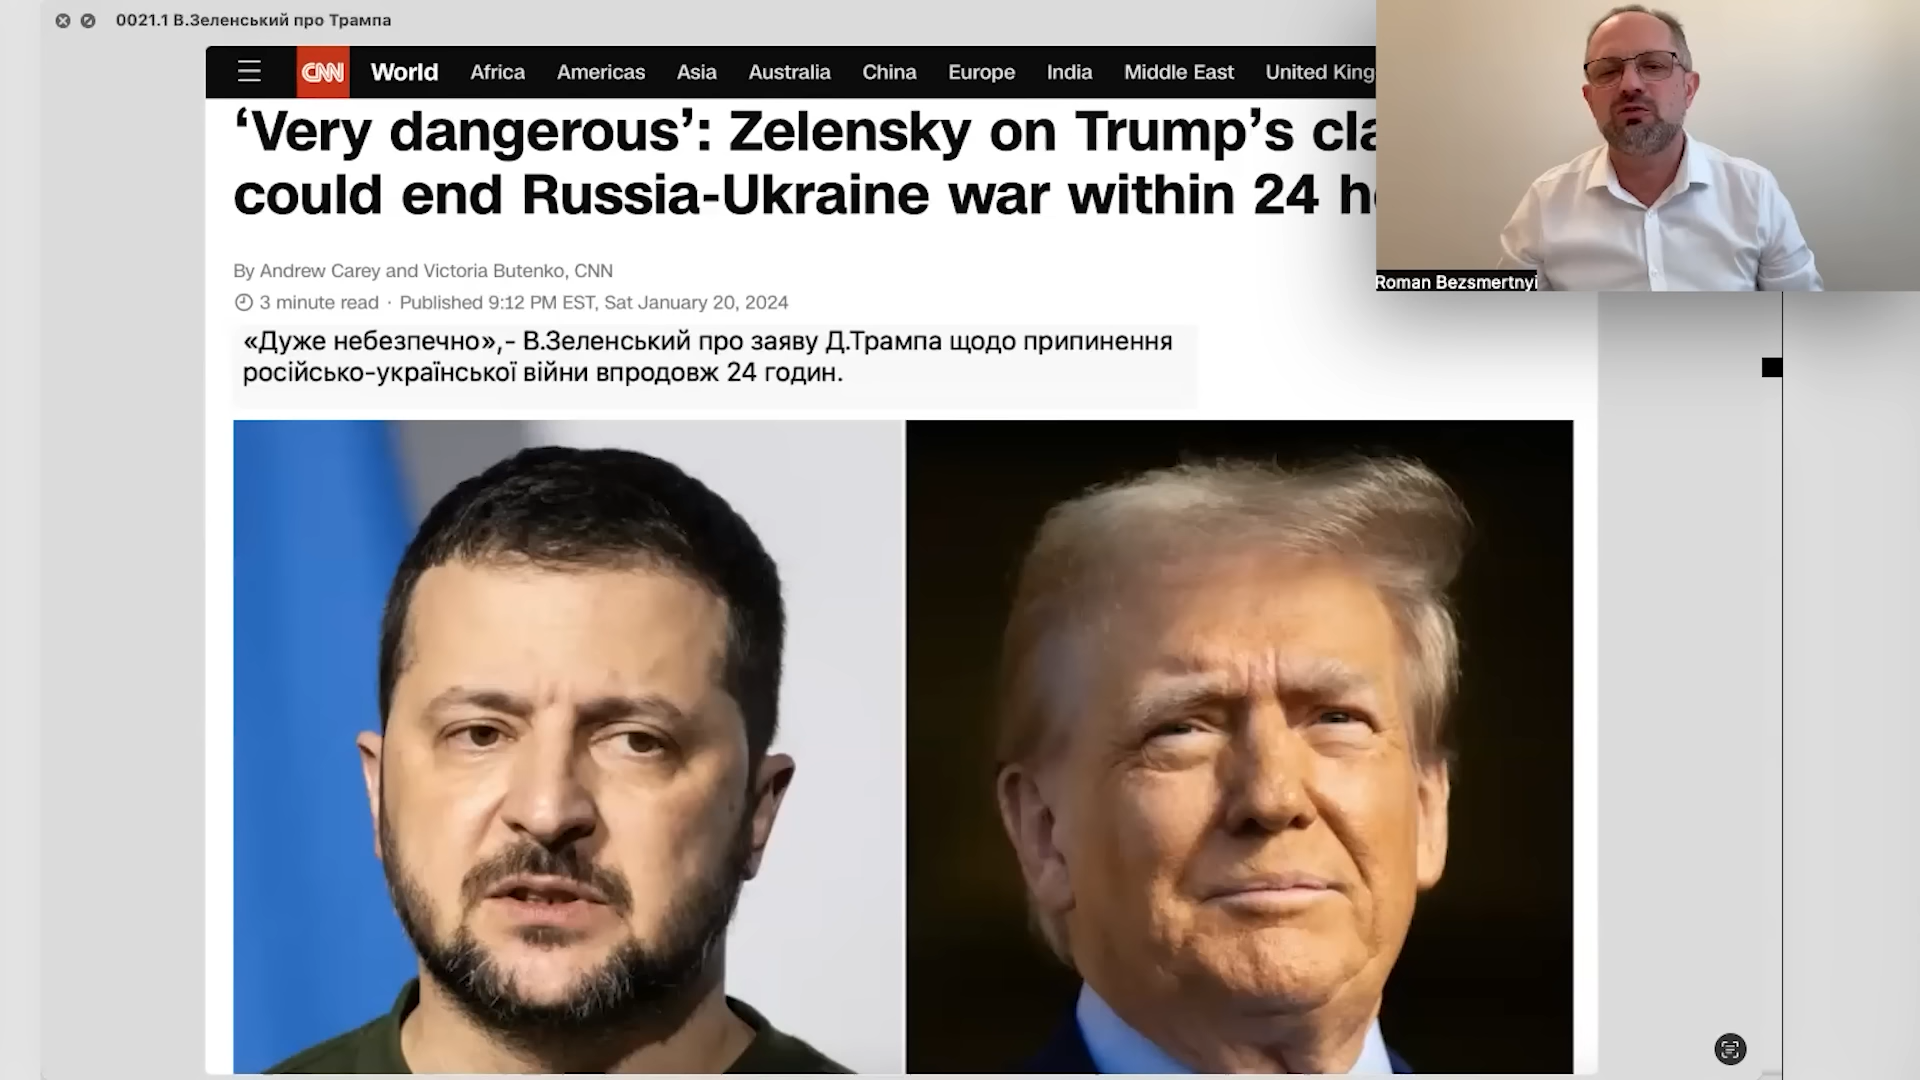 0021.1 В.Зеленський про Трампа
CNN World Africa Americas Asia Australia China Europe India Middle East United
‘Very dangerous’: Zelensky on Trump’s
could end Russia-Ukraine war within 24
By Andrew Carey and Victoria Butenko, CNN
3 minute read · Published 9:12 PM EST, Sat January 20, 2024
«Дуже небезпечно»,- В.Зеленський про заяву Д.Трампа щодо припинення
російсько-української війни впродовж 24 годин.
Roman Bezsmertnyi